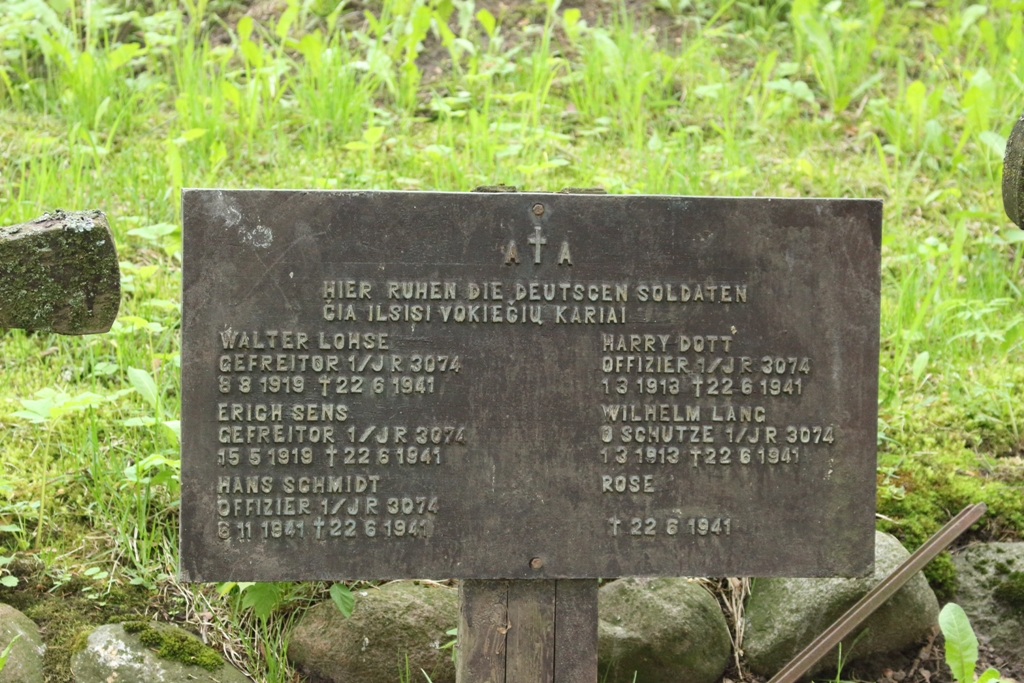 A † A
HIER RUHEN DIE DEUTSCEN SOLDATEN
ČIA ILSISI VOKIEČIŲ KARIAI
WALTER LOHSE
GEFREITOR 1/J R 3074
8 8 1919 † 22 6 1941
ERICH SENS
GEFREITOR 1/J R 3074
15 5 1919 † 22 6 1941
HANS SCHMIDT
OFFIZIER 1/J R 3074
6 11 1941 † 22 6 1941
HARRY DOTT
OFFIZIER 1/J R 3074
1 3 1913 † 22 6 1941
WILHELM LANG
O SCHUTZE 1/J R 3074
1 3 1913 † 22 6 1941
ROSE
† 22 6 1941